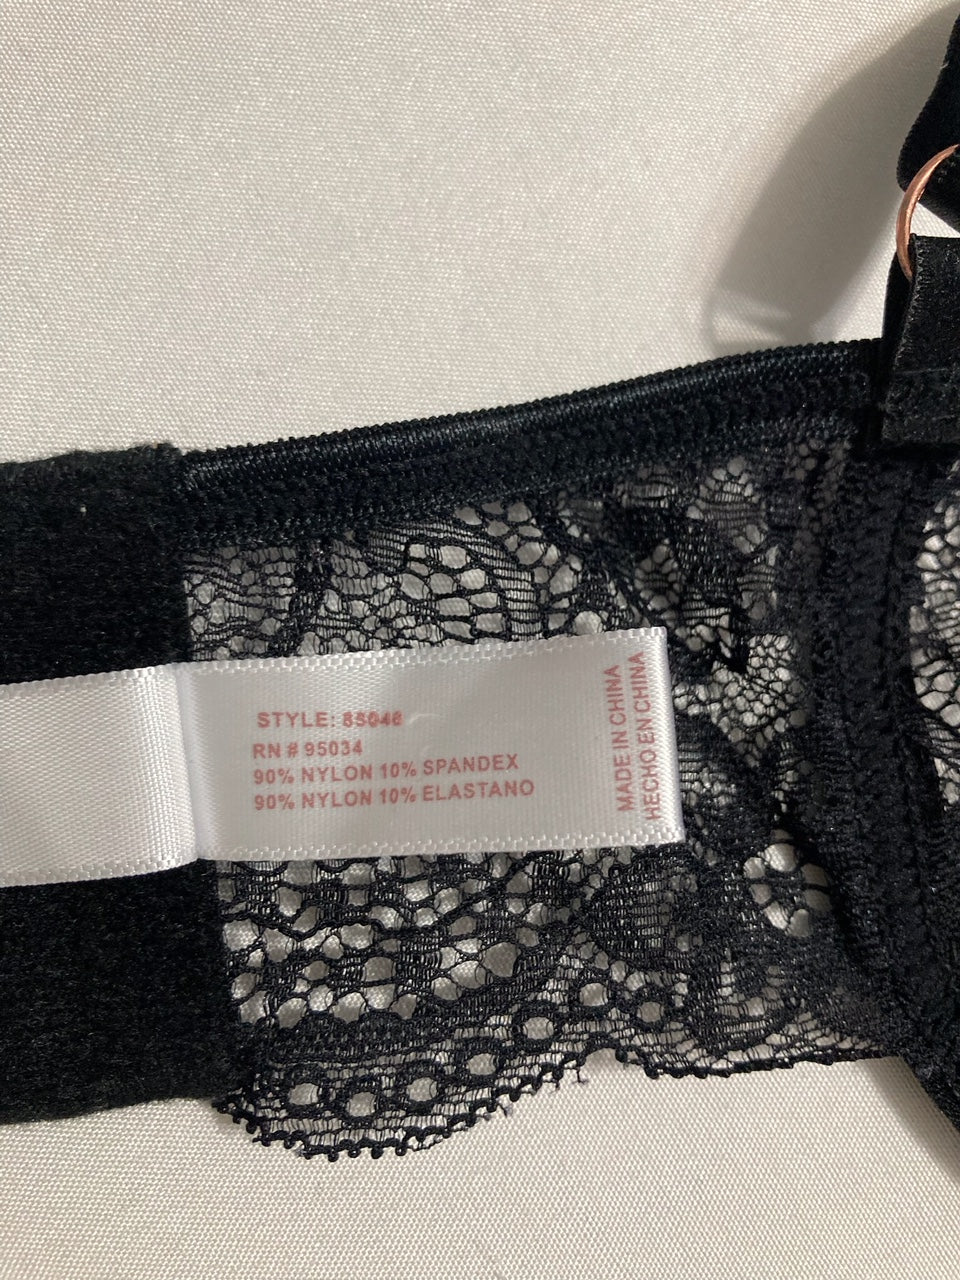 STYLE: 85046
RN # 95034
90% NYLON 10% SPANDEX
90% NYLON 10% ELASTANO
MADE IN CHINA
HECHO EN CHINA